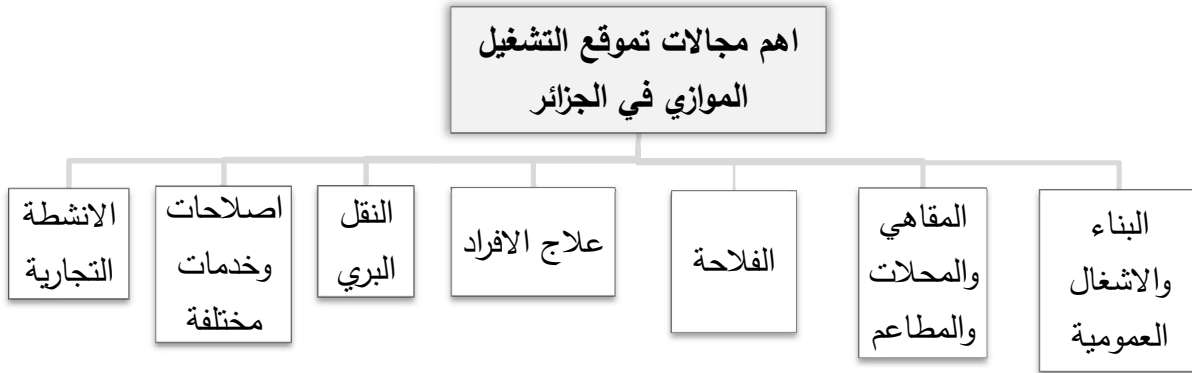 اهم مجالات تموقع التشغيل
الموازي في الجزائر
البناء
والاشغال
العمومية
المقاهي
والمحلات
والمطاعم
الفلاحة
علاج الافراد
النقل
البري
اصلاحات
وخدمات
مختلفة
الانشطة
التجارية